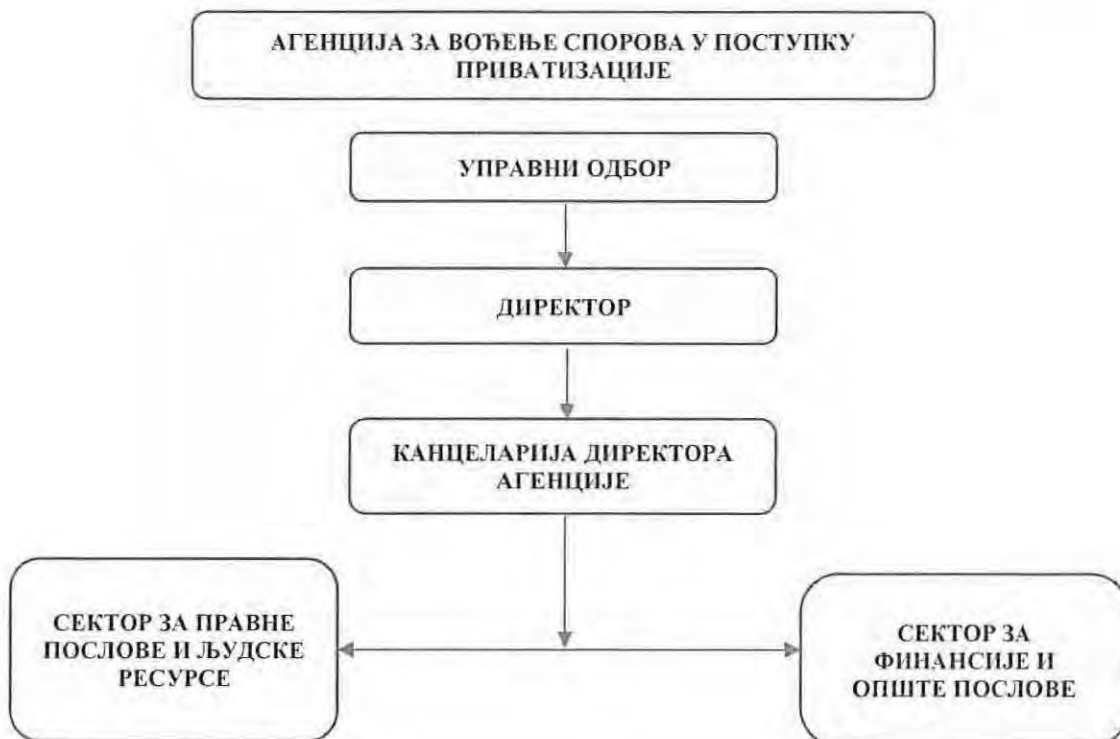 АГЕНЦИЈА ЗА ВОЂЕЊЕ СПОРОВА У ПОСТУПКУ
ПРИВАТИЗАЦИЈЕ
УПРАВНИ ОДБОР
ДИРЕКТОР
КАНЦЕЛАРИЈА ДИРЕКТОРА
АГЕНЦИЈЕ
СЕКТОР ЗА ПРАВНЕ
ПОСЛОВЕ И ЉУДСКЕ
РЕСУРСЕ
СЕКТОР ЗА
ФИНАНСИЈЕ И
ОПШТЕ ПОСЛОВЕ